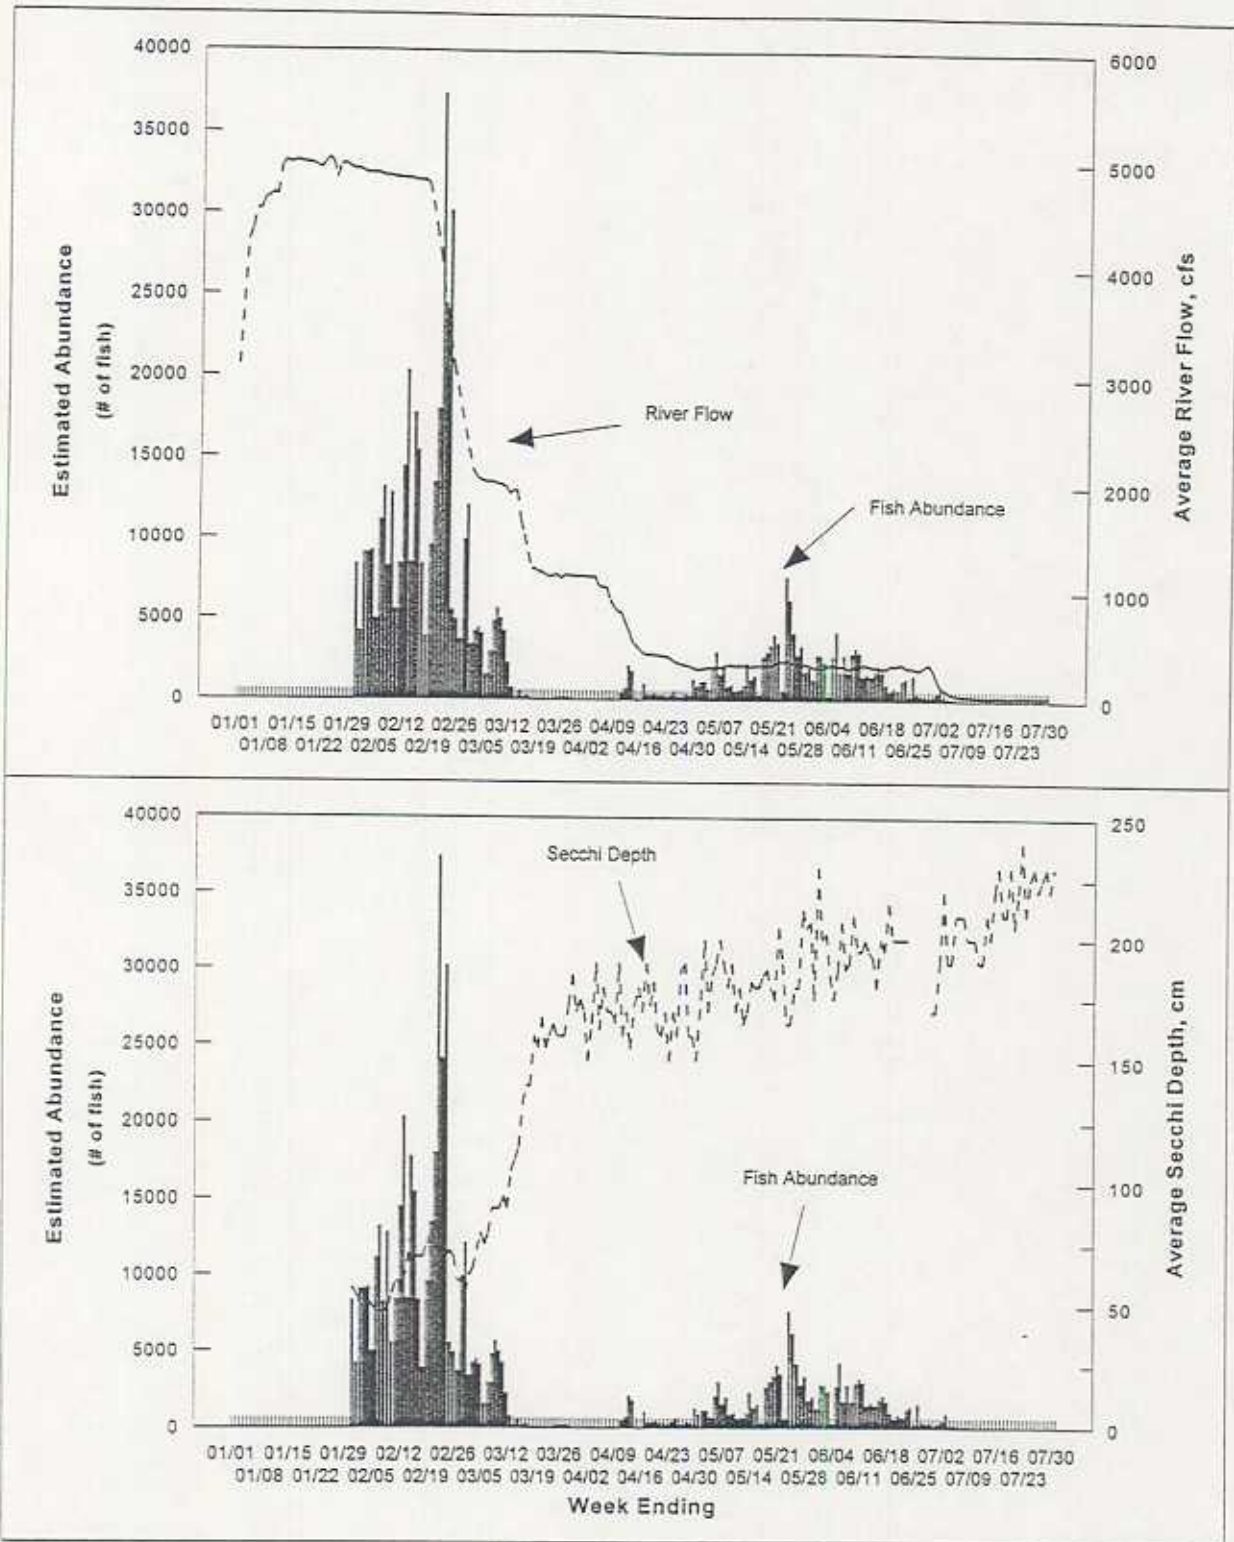 40000
35000
30000
25000
20000
15000
10000
5000
0
Estimated Abundance
(# of fish)
6000
5000
4000
3000
2000
1000
0
Average River Flow, cfs
River Flow
Fish Abundance
01/01 01/15 01/29 02/12 02/26 03/12 03/26 04/09 04/23 05/07 05/21 06/04 06/18 07/02 07/16 07/30
01/08 01/22 02/05 02/19 03/05 03/19 04/02 04/16 04/30 05/14 05/28 06/11 06/25 07/09 07/23
40000
35000
30000
25000
20000
15000
10000
5000
0
Estimated Abundance
(# of fish)
250
200
150
100
50
0
Average Secchi Depth, cm
Secchi Depth
Fish Abundance
01/01 01/15 01/29 02/12 02/26 03/12 03/26 04/09 04/23 05/07 05/21 06/04 06/18 07/02 07/16 07/30
01/08 01/22 02/05 02/19 03/05 03/19 04/02 04/16 04/30 05/14 05/28 06/11 06/25 07/09 07/23
Week Ending